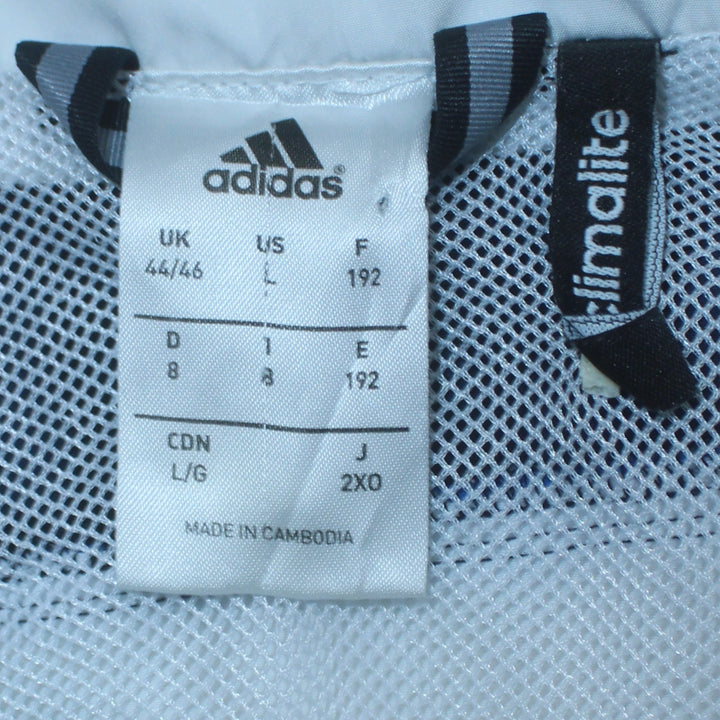 adidas
UK US F
44/46 L 192
D I E
8 8 192
CDN J
L/G 2XO
MADE IN CAMBODIA
climalite